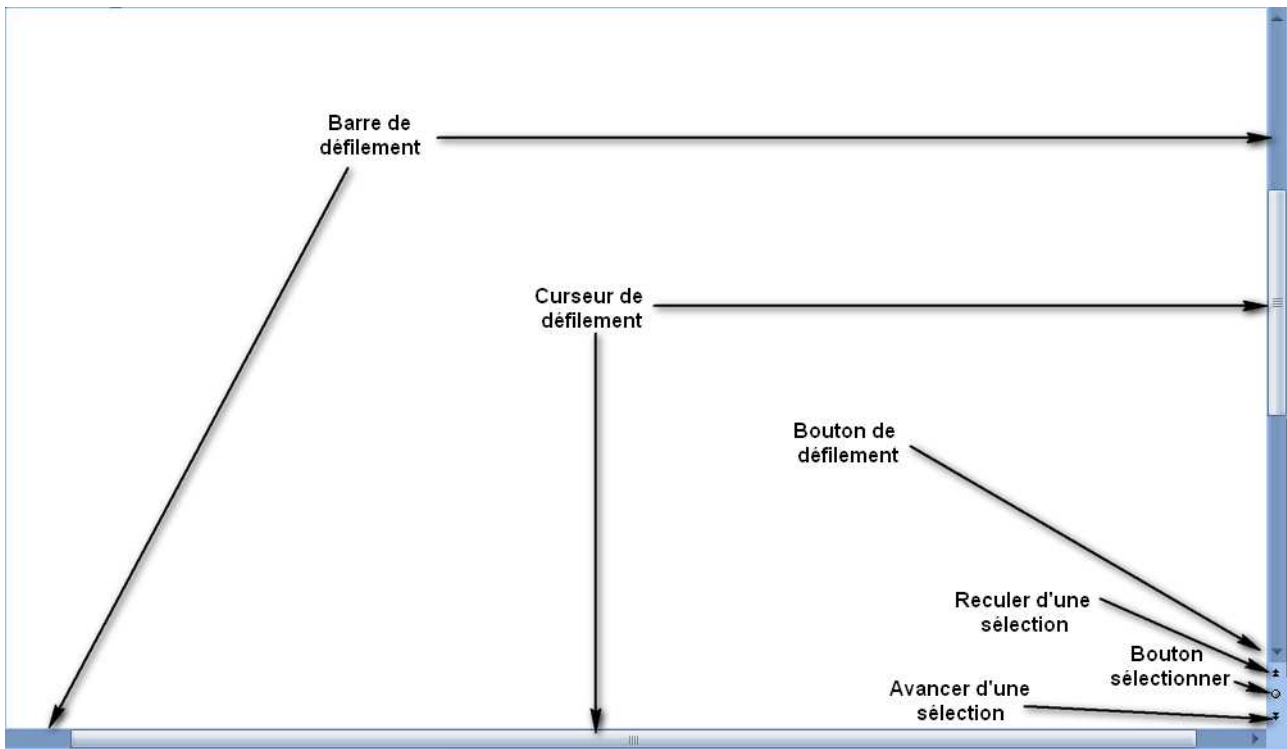 Barre de
défilement
Curseur de
défilement
Bouton de
défilement
Reculer d'une
sélection
Bouton
sélectionner
Avancer d'une
sélection